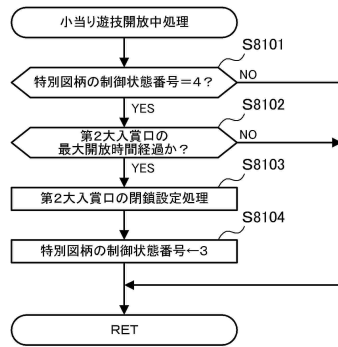 小当り遊技開放中処理
S8101
特別図柄の制御状態番号=4?
NO
YES
S8102
第2大入賞口の
最大開放時間経過か?
NO
YES
S8103
第2大入賞口の閉鎖設定処理
S8104
特別図柄の制御状態番号←3
RET